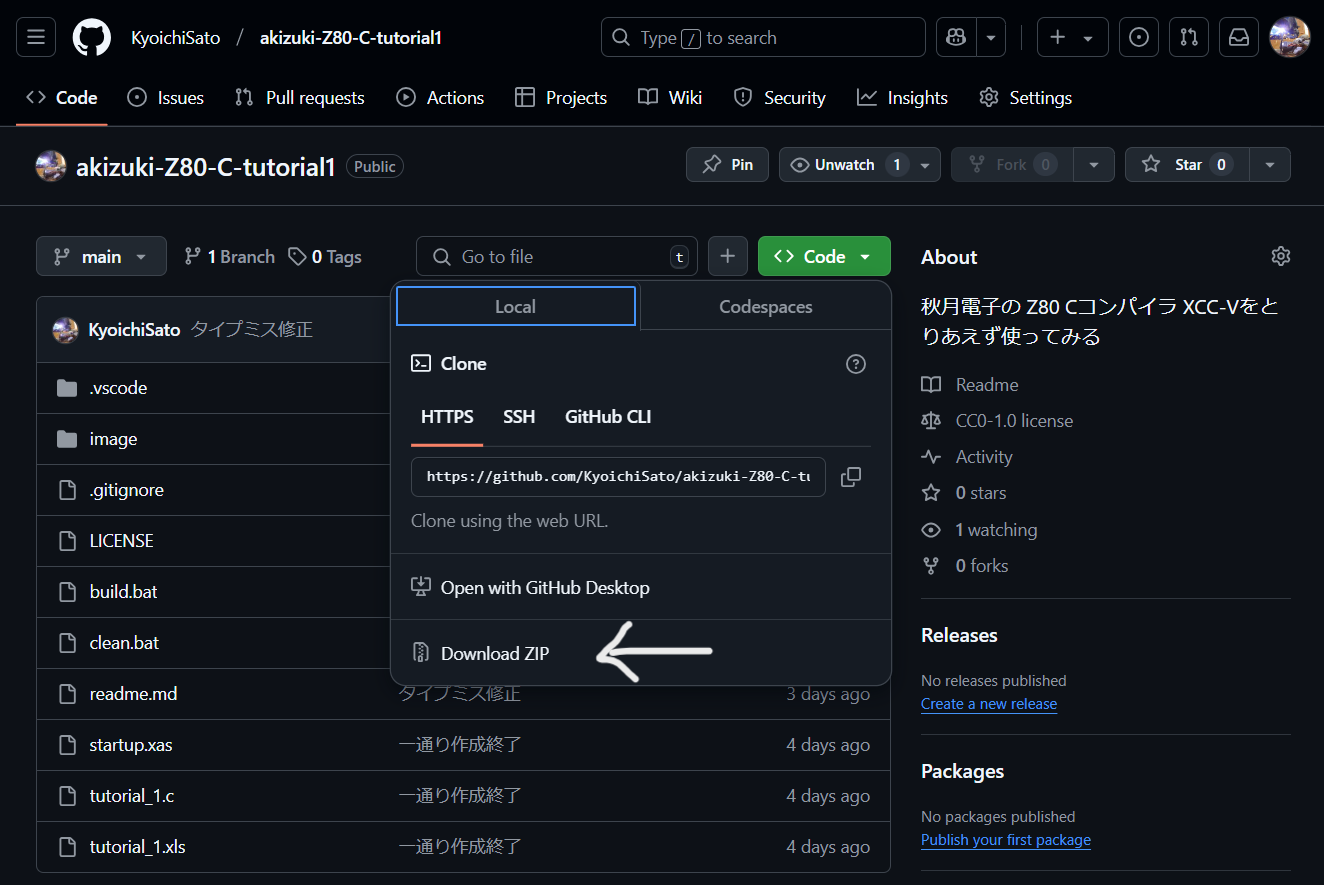 KyoichiSato / akizuki-Z80-C-tutorial1
Type / to search
Code Issues Pull requests Actions Projects Wiki Security Insights Settings
akizuki-Z80-C-tutorial1 Public
Pin Unwatch 1 Fork 0 Star 0
main 1 Branch 0 Tags
Go to file t
Code
Local Codespaces
Clone
HTTPS SSH GitHub CLI
https://github.com/KyoichiSato/akizuki-Z80-C-tu
Clone using the web URL.
Open with GitHub Desktop
Download ZIP
KyoichiSato タイプミス修正
.vscode
image
.gitignore
LICENSE
build.bat
clean.bat
readme.md タイプミス修正 3 days ago
startup.xas 一通り作成終了 4 days ago
tutorial_1.c 一通り作成終了 4 days ago
tutorial_1.xls 一通り作成終了 4 days ago
About
秋月電子の Z80 Cコンパイラ XCC-Vをと
りあえず使ってみる
Readme
CC0-1.0 license
Activity
0 stars
1 watching
0 forks
Releases
No releases published
Create a new release
Packages
No packages published
Publish your first package